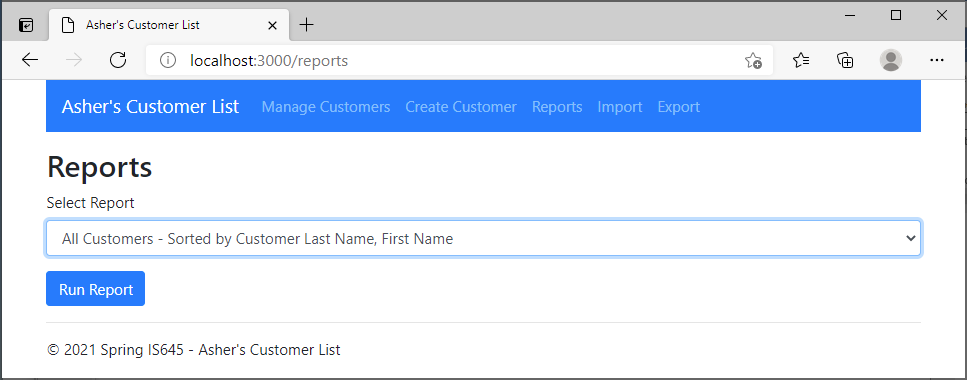 Asher's Customer List
localhost:3000/reports
Asher's Customer List Manage Customers Create Customer Reports Import Export
Reports
Select Report
All Customers - Sorted by Customer Last Name, First Name
Run Report
© 2021 Spring IS645 - Asher's Customer List